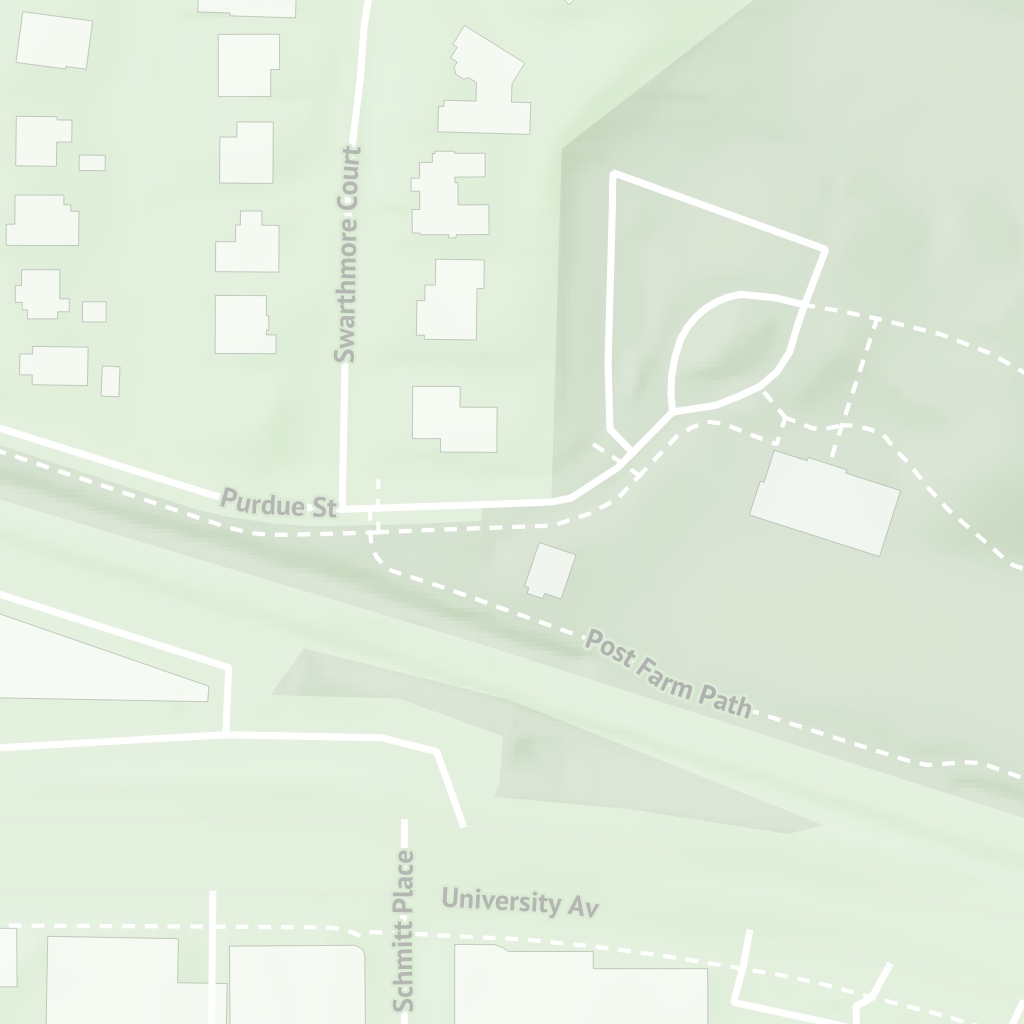 Swarthmore Court
Purdue St
Post Farm Path
Schmitt Place
University Av